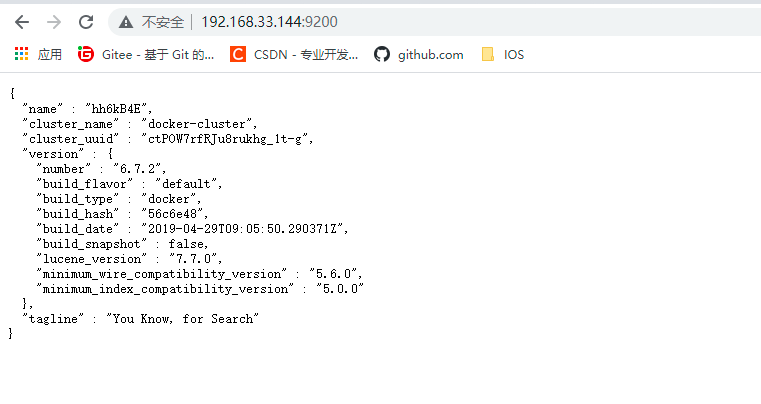 不安全 192.168.33.144:9200
应用 Gitee - 基于 Git 的... CSDN - 专业开发... github.com IOS
{
"name" : "hh6kB4E",
"cluster_name" : "docker-cluster",
"cluster_uuid" : "ctPOW7rfRJu8rukhg_1t-g",
"version" : {
"number" : "6.7.2",
"build_flavor" : "default",
"build_type" : "docker",
"build_hash" : "56c6e48",
"build_date" : "2019-04-29T09:05:50.290371Z",
"build_snapshot" : false,
"lucene_version" : "7.7.0",
"minimum_wire_compatibility_version" : "5.6.0",
"minimum_index_compatibility_version" : "5.0.0"
},
"tagline" : "You Know, for Search"
}